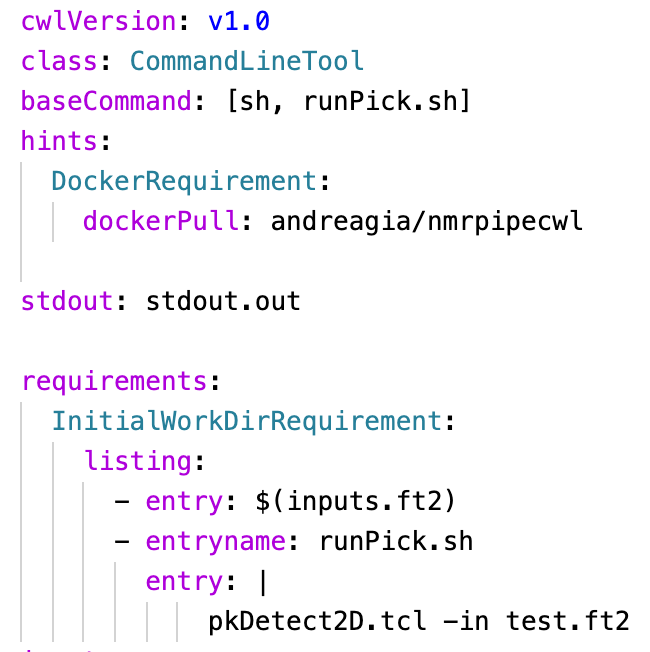 cwlVersion: v1.0
class: CommandLineTool
baseCommand: [sh, runPick.sh]
hints:
DockerRequirement:
dockerPull: andreagia/nmrpipecwl
stdout: stdout.out
requirements:
InitialWorkDirRequirement:
listing:
- entry: $(inputs.ft2)
- entryname: runPick.sh
entry: |
pkDetect2D.tcl -in test.ft2